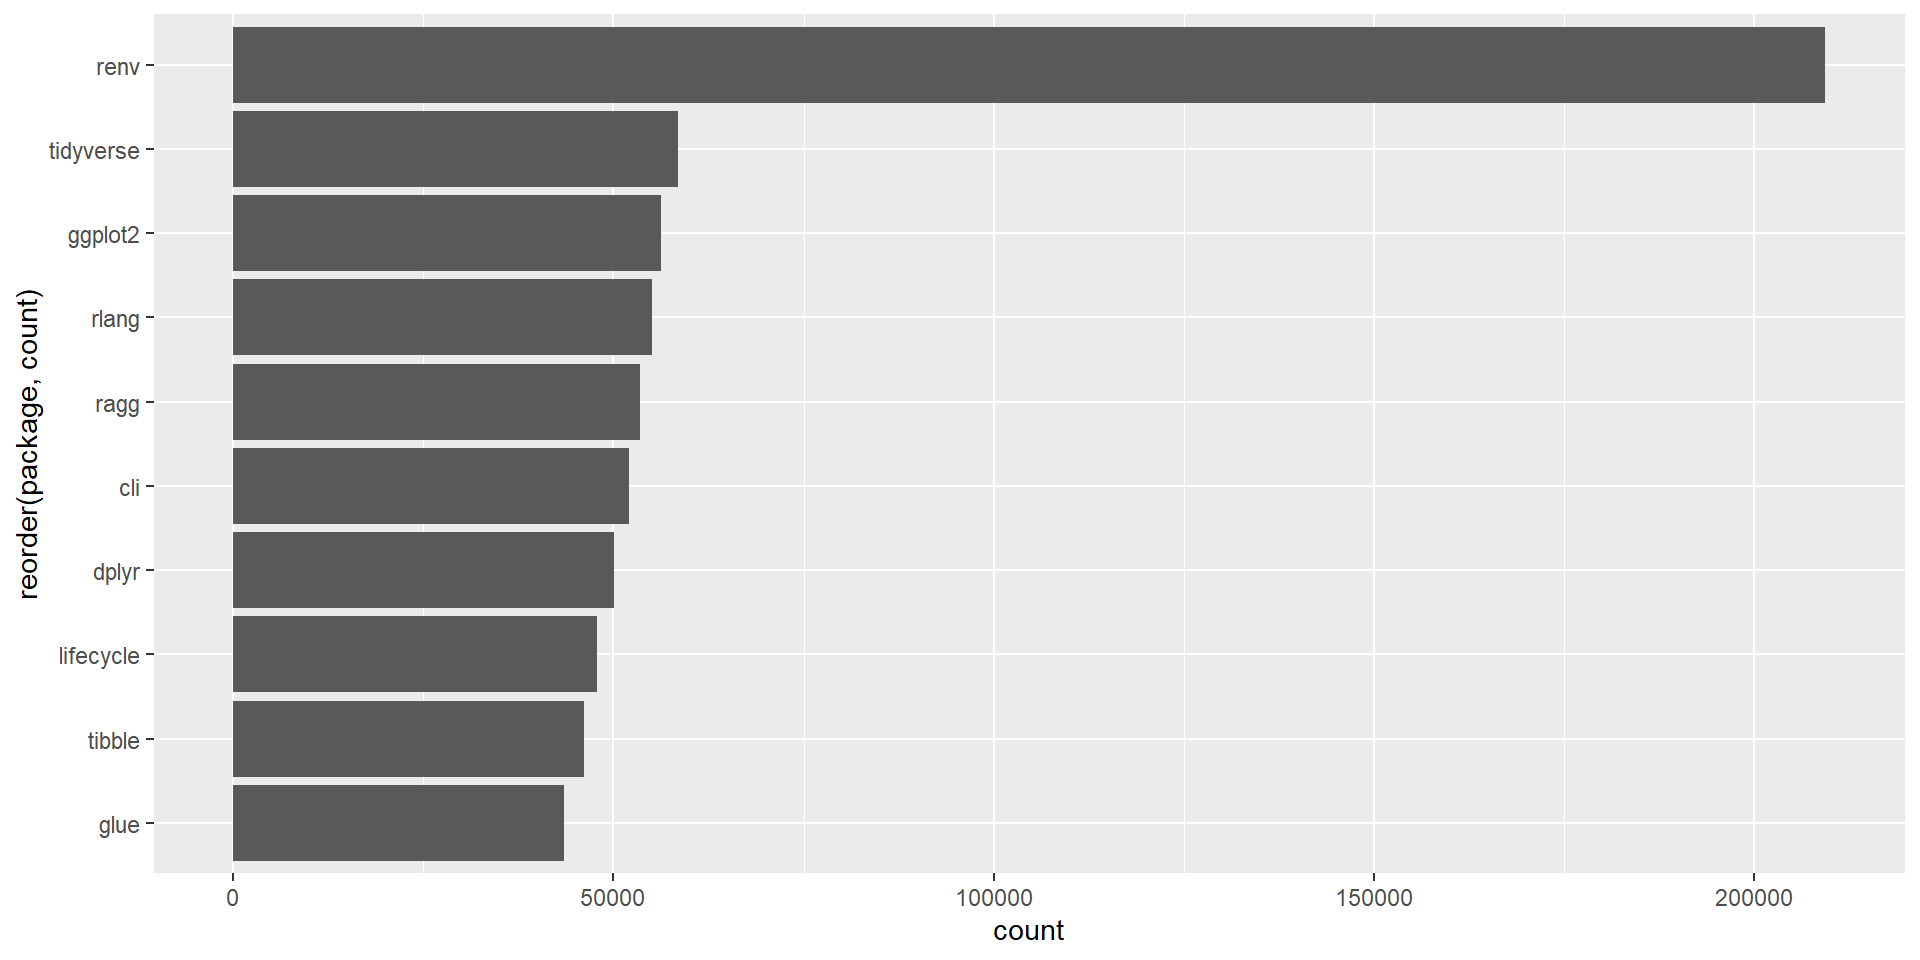 reorder(package, count)
renv
tidyverse
ggplot2
rlang
ragg
cli
dplyr
lifecycle
tibble
glue
0 50000 100000 150000 200000
count